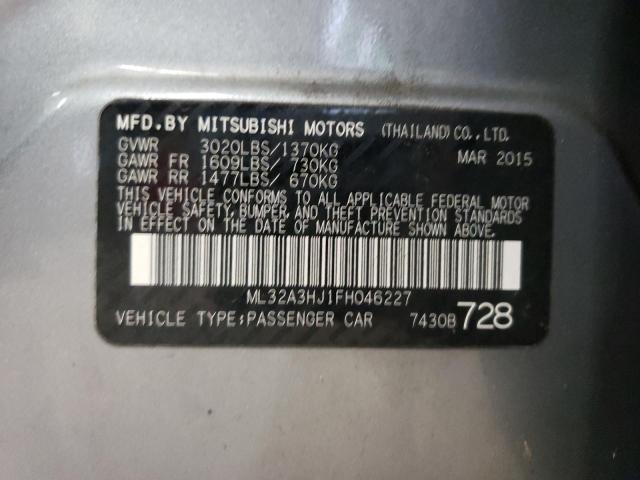 MFD.BY MITSUBISHI MOTORS (THAILAND)CO.,LTD.
GVWR 3020LBS/1370KG MAR 2015
GAWR FR 1609LBS/ 730KG
GAWR RR 1477LBS/ 670KG
THIS VEHICLE CONFORMS TO ALL APPLICABLE FEDERAL MOTOR
VEHICLE SAFETY, BUMPER, AND THEFT PREVENTION STANDARDS
IN EFFECT ON THE DATE OF MANUFACTURE SHOWN ABOVE.
ML32A3HJ1FH046227
VEHICLE TYPE:PASSENGER CAR 7430B 728